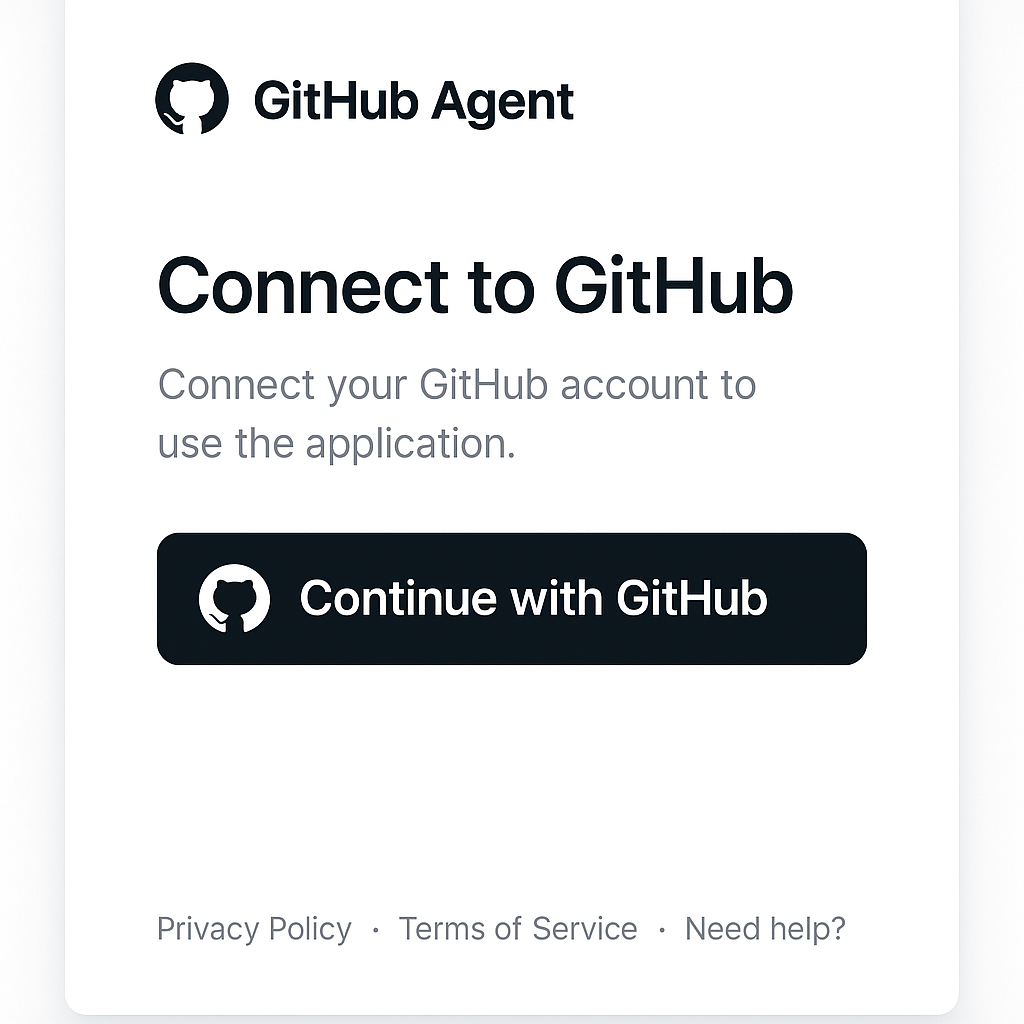 GitHub Agent
Connect to GitHub
Connect your GitHub account to
use the application.
Continue with GitHub
Privacy Policy · Terms of Service · Need help?